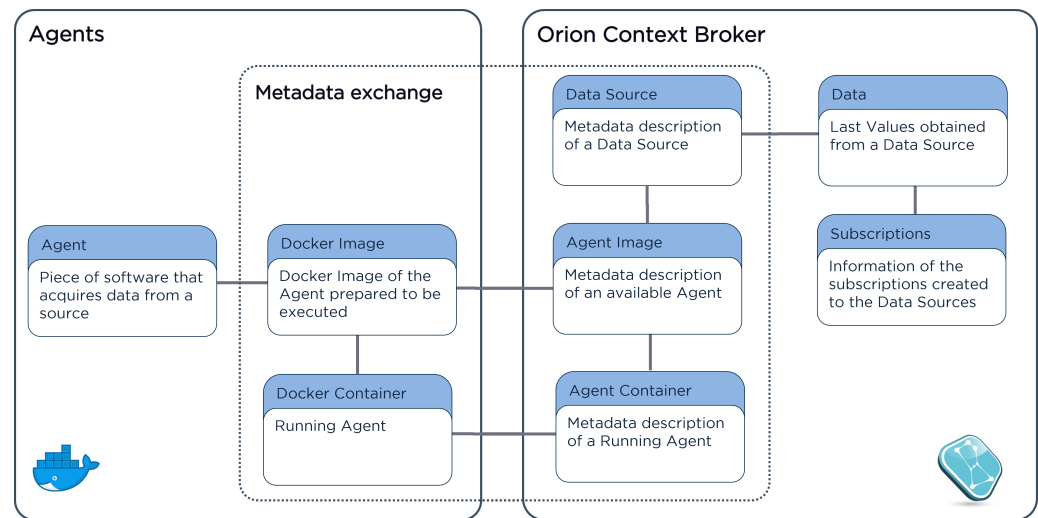 Agents
Orion Context Broker
Metadata exchange
Data Source
Metadata description
of a Data Source
Data
Last Values obtained
from a Data Source
Agent
Piece of software that
acquires data from a
source
Docker Image
Docker Image of the
Agent prepared to be
executed
Agent Image
Metadata description
of an available Agent
Subscriptions
Information of the
subscriptions created
to the Data Sources
Docker Container
Running Agent
Agent Container
Metadata description
of a Running Agent